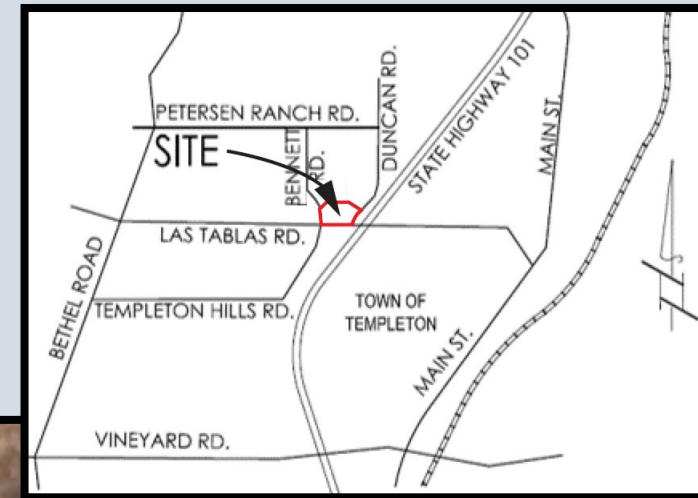 PETERSEN RANCH RD.
SITE
BENNETT
RD.
DUNCAN RD.
STATE HIGHWAY 101
MAIN ST.
LAS TABLAS RD.
BETHEL ROAD
TEMPLETON HILLS RD.
TOWN OF
TEMPLETON
MAIN ST.
VINEYARD RD.